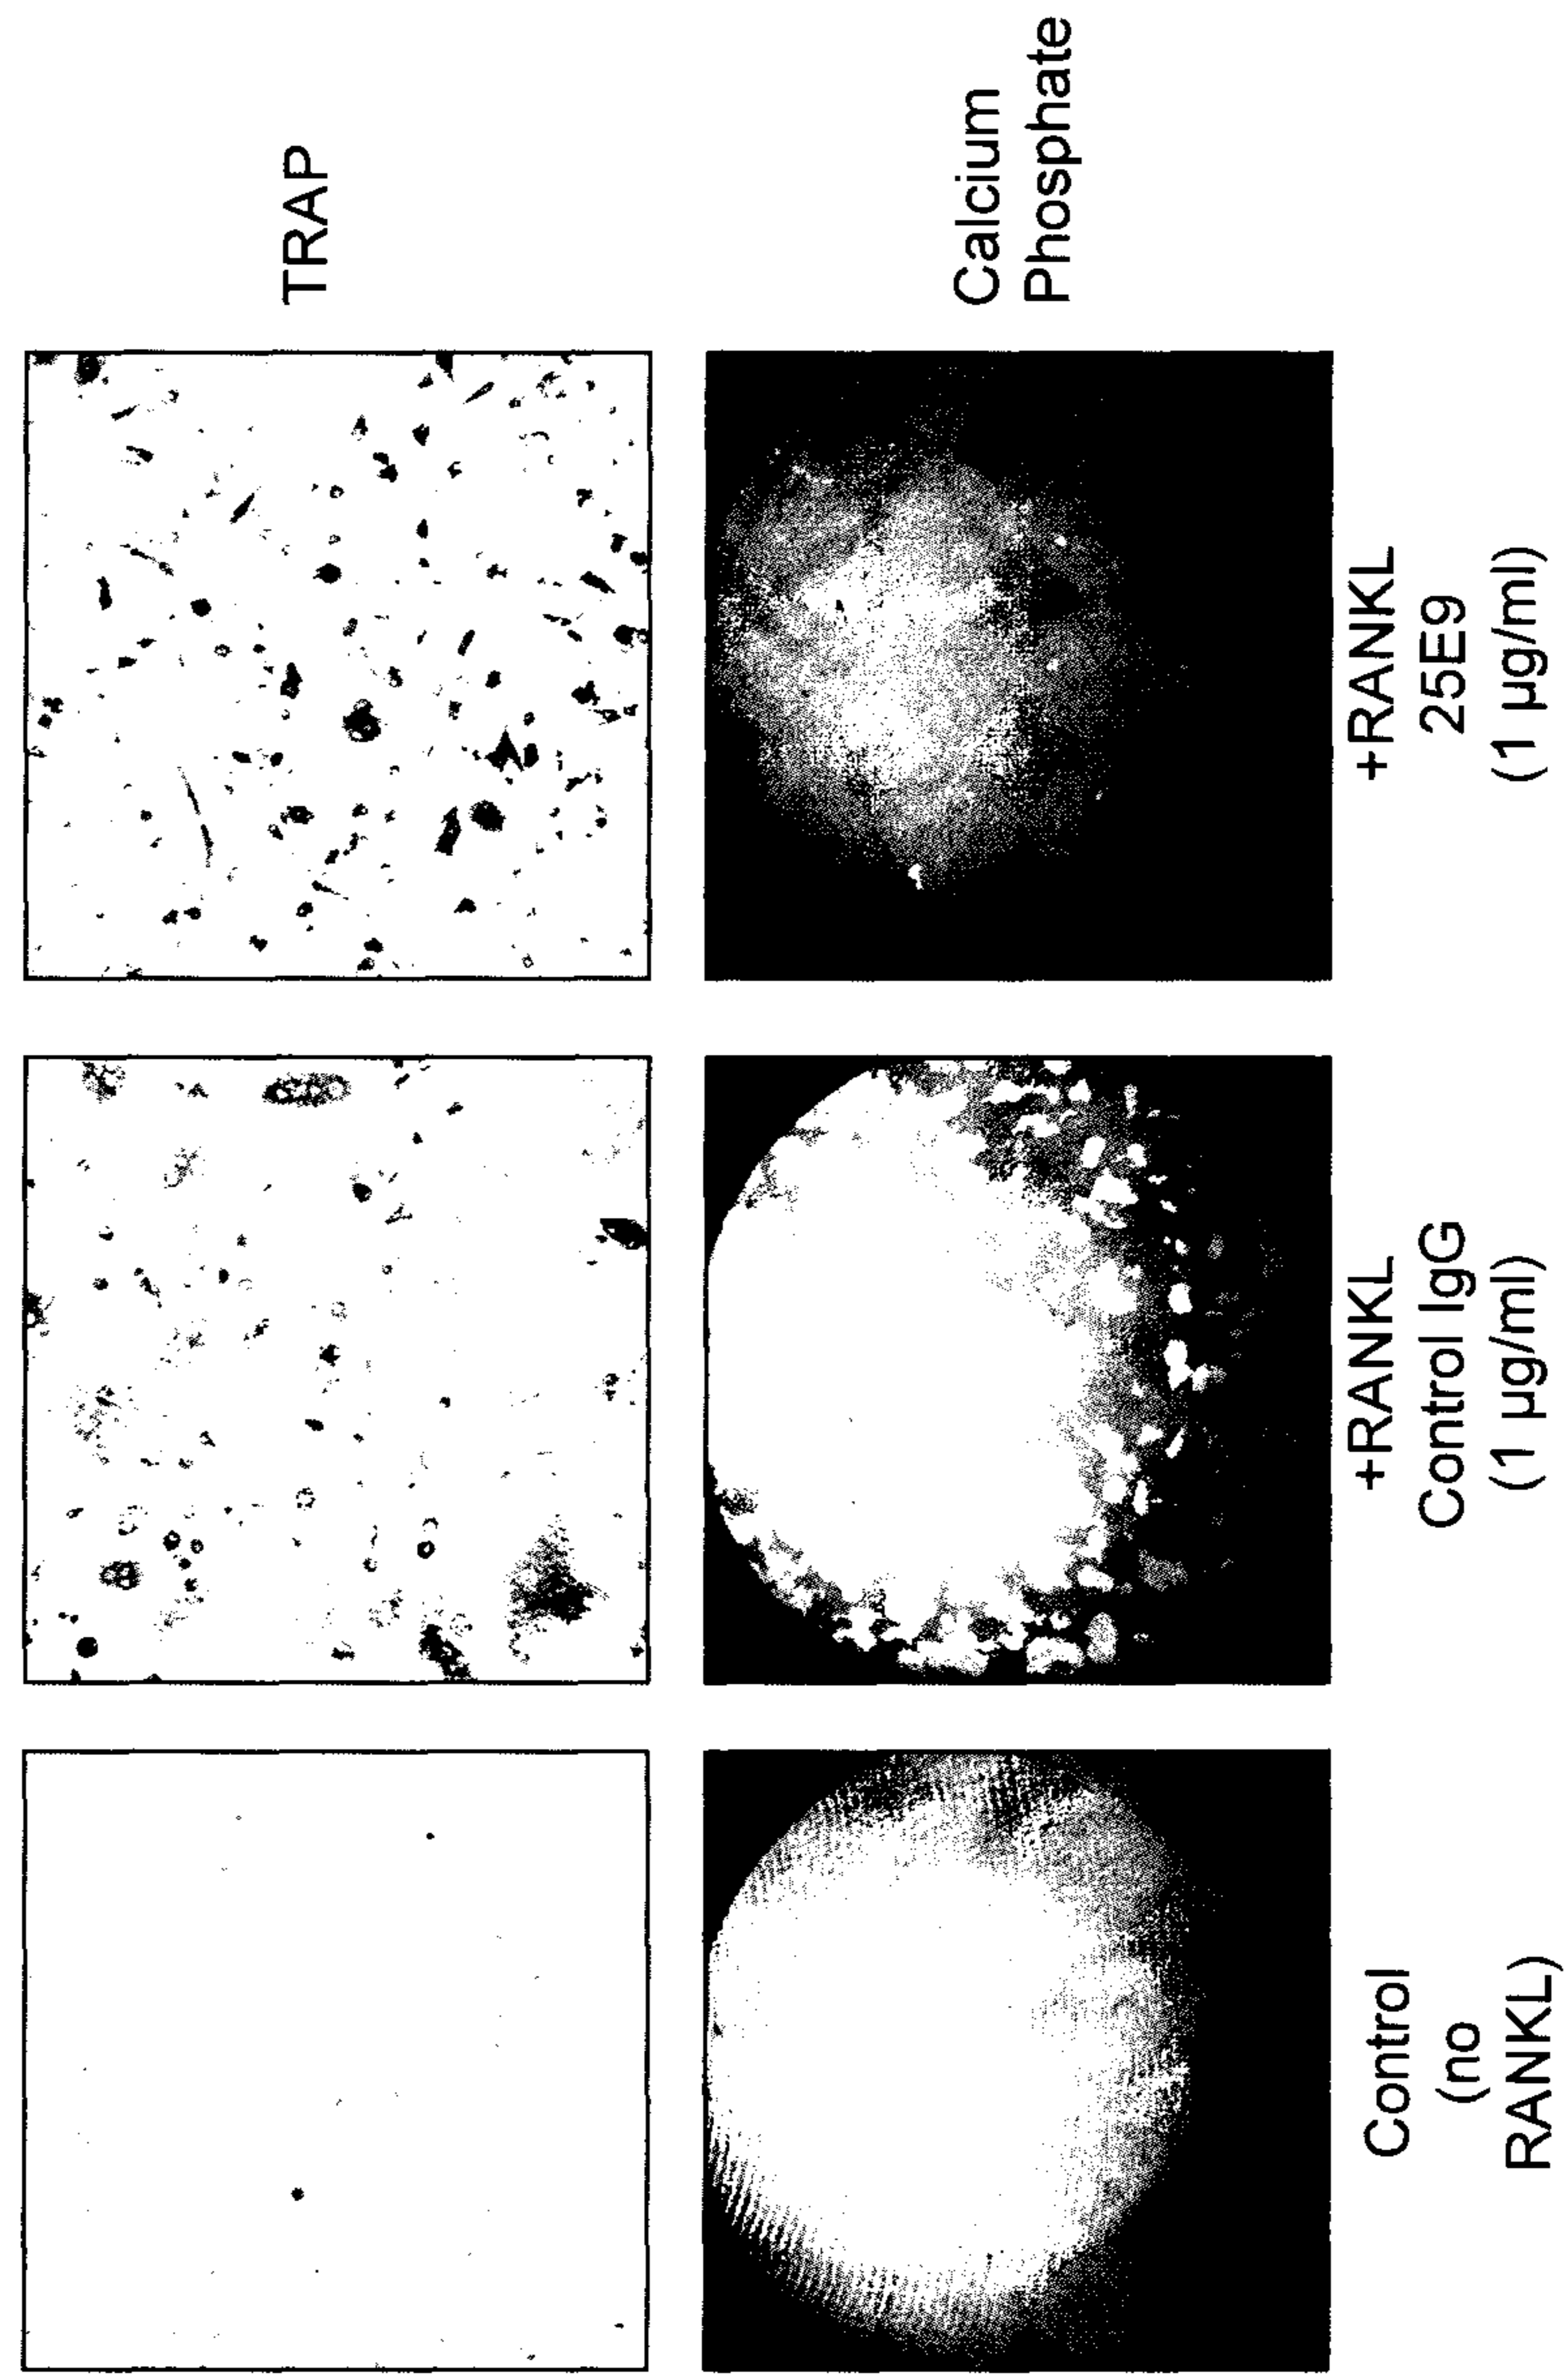 TRAP
Calcium
Phosphate
Control
(no
RANKL)
+RANKL
Control IgG
(1 µg/ml)
+RANKL
25E9
(1 µg/ml)